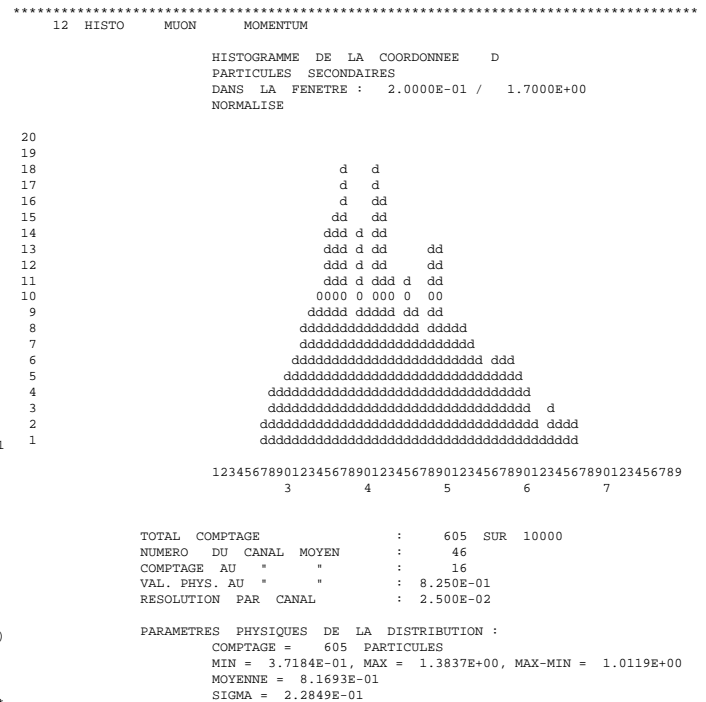 **************************************************************************************
12 HISTO MUON MOMENTUM
HISTOGRAMME DE LA COORDONNEE D
PARTICULES SECONDAIRES
DANS LA FENETRE : 2.0000E-01 / 1.7000E+00
NORMALISE
20
19
18 d d
17 d d
16 d dd
15 dd dd
14 ddd d dd
13 ddd d dd dd
12 ddd d dd dd
11 ddd d ddd d dd
10 0000 0 000 0 00
9 ddddd ddddd dd dd
8 ddddddddddddddd ddddd
7 dddddddddddddddddddddd
6 dddddddddddddddddddddddd ddd
5 dddddddddddddddddddddddddddddd
4 ddddddddddddddddddddddddddddddddd
3 ddddddddddddddddddddddddddddddddd d
2 ddddddddddddddddddddddddddddddddddd dddd
1 dddddddddddddddddddddddddddddddddddddddd
12345678901234567890123456789012345678901234567890123456789
3 4 5 6 7
TOTAL COMPTAGE : 605 SUR 10000
NUMERO DU CANAL MOYEN : 46
COMPTAGE AU " " : 16
VAL. PHYS. AU " " : 8.250E-01
RESOLUTION PAR CANAL : 2.500E-02
PARAMETRES PHYSIQUES DE LA DISTRIBUTION :
COMPTAGE = 605 PARTICULES
MIN = 3.7184E-01, MAX = 1.3837E+00, MAX-MIN = 1.0119E+00
MOYENNE = 8.1693E-01
SIGMA = 2.2849E-01